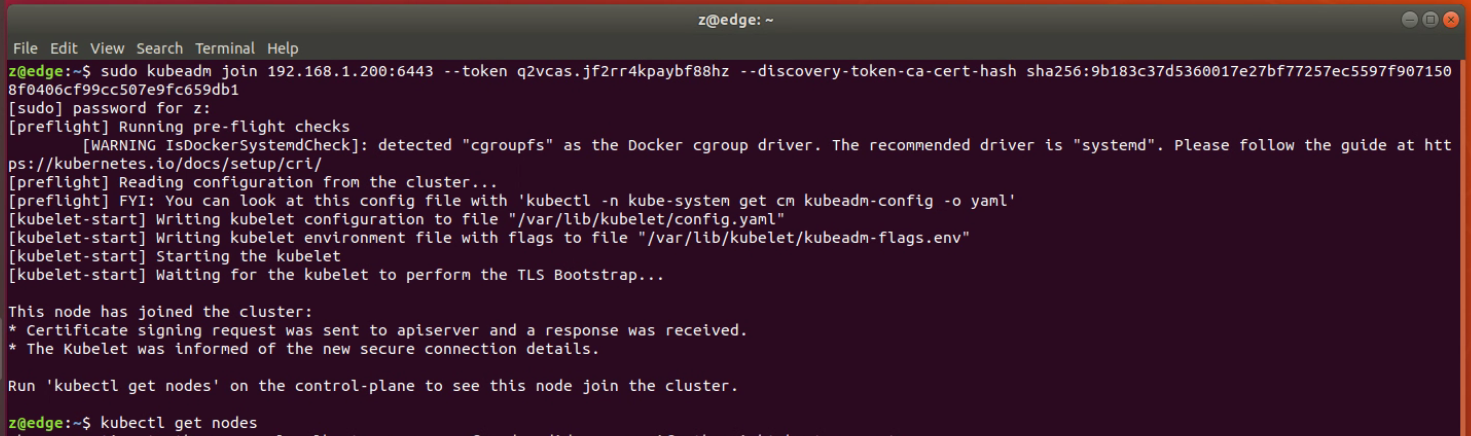 z@edge: ~
File Edit View Search Terminal Help
z@edge:~$ sudo kubeadm join 192.168.1.200:6443 --token q2vcas.jf2rr4kpaybf88hz --discovery-token-ca-cert-hash sha256:9b183c37d5360017e27bf77257ec5597f907150
8f0406cf99cc507e9fc659db1
[sudo] password for z:
[preflight] Running pre-flight checks
[WARNING IsDockerSystemdCheck]: detected "cgroupfs" as the Docker cgroup driver. The recommended driver is "systemd". Please follow the guide at htt
ps://kubernetes.io/docs/setup/cri/
[preflight] Reading configuration from the cluster...
[preflight] FYI: You can look at this config file with 'kubectl -n kube-system get cm kubeadm-config -o yaml'
[kubelet-start] Writing kubelet configuration to file "/var/lib/kubelet/config.yaml"
[kubelet-start] Writing kubelet environment file with flags to file "/var/lib/kubelet/kubeadm-flags.env"
[kubelet-start] Starting the kubelet
[kubelet-start] Waiting for the kubelet to perform the TLS Bootstrap...
This node has joined the cluster:
* Certificate signing request was sent to apiserver and a response was received.
* The Kubelet was informed of the new secure connection details.
Run 'kubectl get nodes' on the control-plane to see this node join the cluster.
z@edge:~$ kubectl get nodes